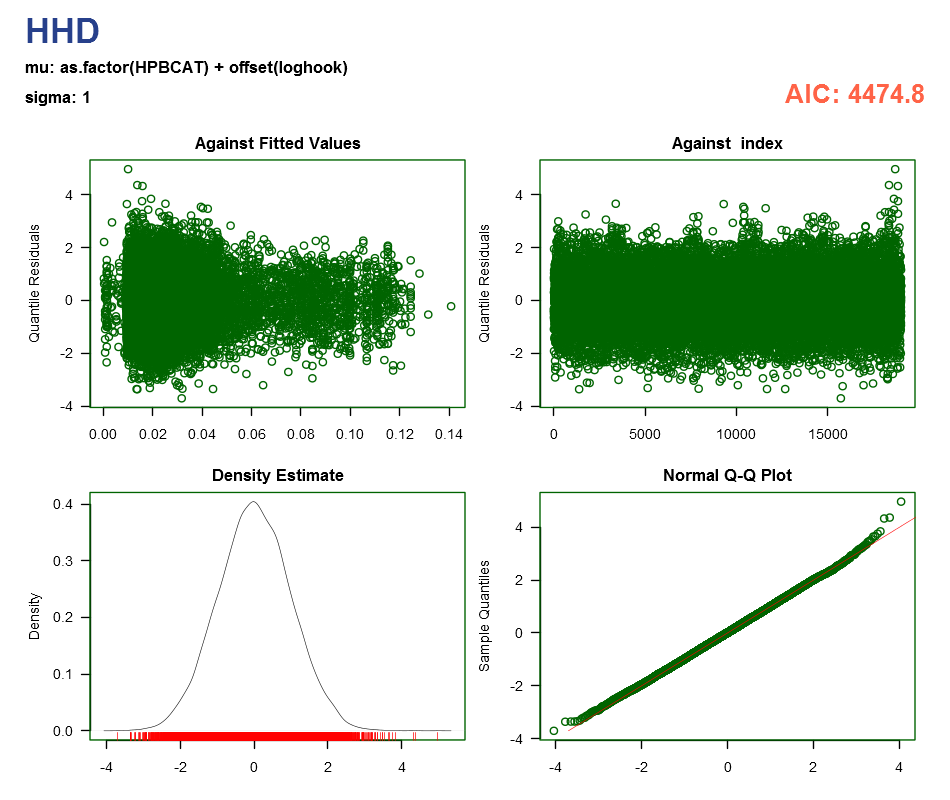 HHD
mu: as.factor(HPBCAT) + offset(loghook)
sigma: 1
AIC: 4474.8
Against Fitted Values
Quantile Residuals
4
2
0
-2
-4
0.00 0.02 0.04 0.06 0.08 0.10 0.12 0.14
Against index
Quantile Residuals
4
2
0
-2
-4
0 5000 10000 15000
Density Estimate
Density
0.4
0.3
0.2
0.1
0.0
-4 -2 0 2 4
Normal Q-Q Plot
Sample Quantiles
4
2
0
-2
-4
-4 -2 0 2 4